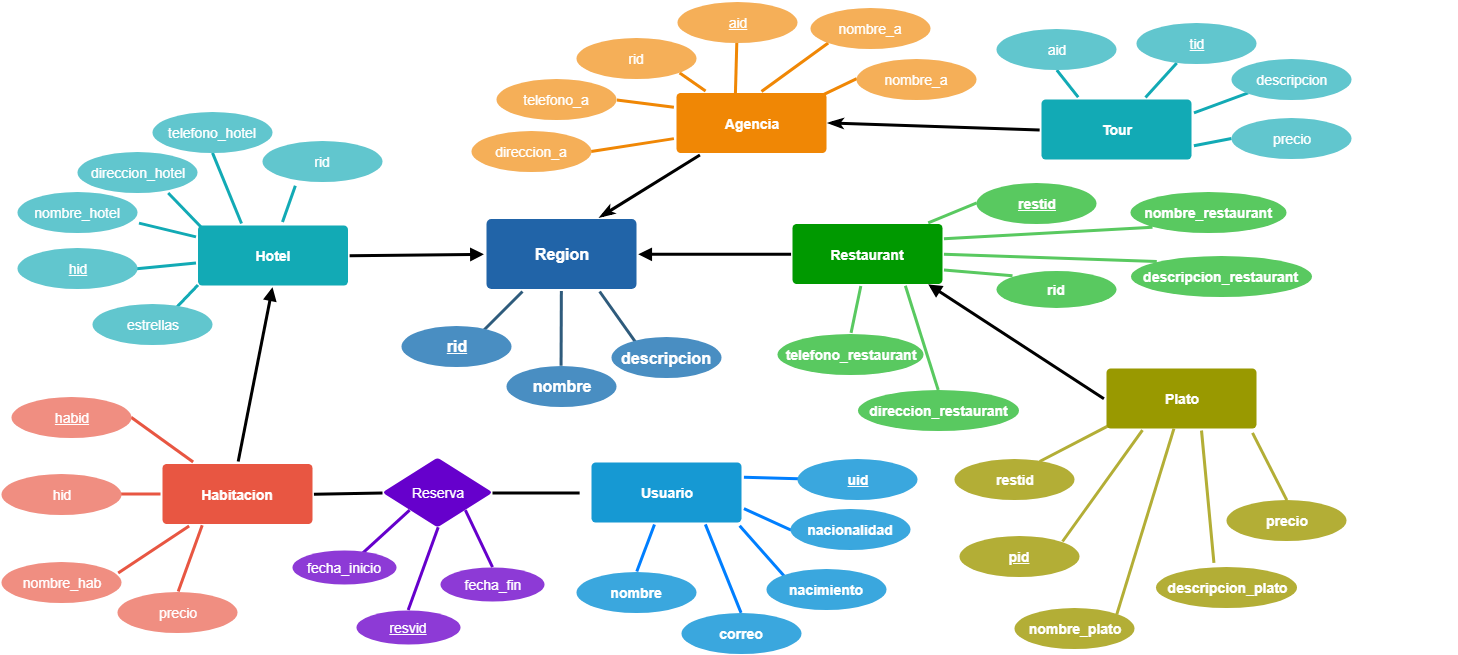 aid
nombre_a
rid
nombre_a
telefono_a
Agencia
direccion_a
aid
tid
descripcion
Tour
precio
telefono_hotel
rid
direccion_hotel
nombre_hotel
Hotel
hid
estrellas
Region
rid
nombre
descripcion
restid
nombre_restaurant
Restaurant
descripcion_restaurant
rid
telefono_restaurant
direccion_restaurant
Plato
restid
precio
pid
descripcion_plato
nombre_plato
habid
hid
Habitacion
nombre_hab
precio
Reserva
fecha_inicio
fecha_fin
resvid
Usuario
uid
nacionalidad
nacimiento
nombre
correo